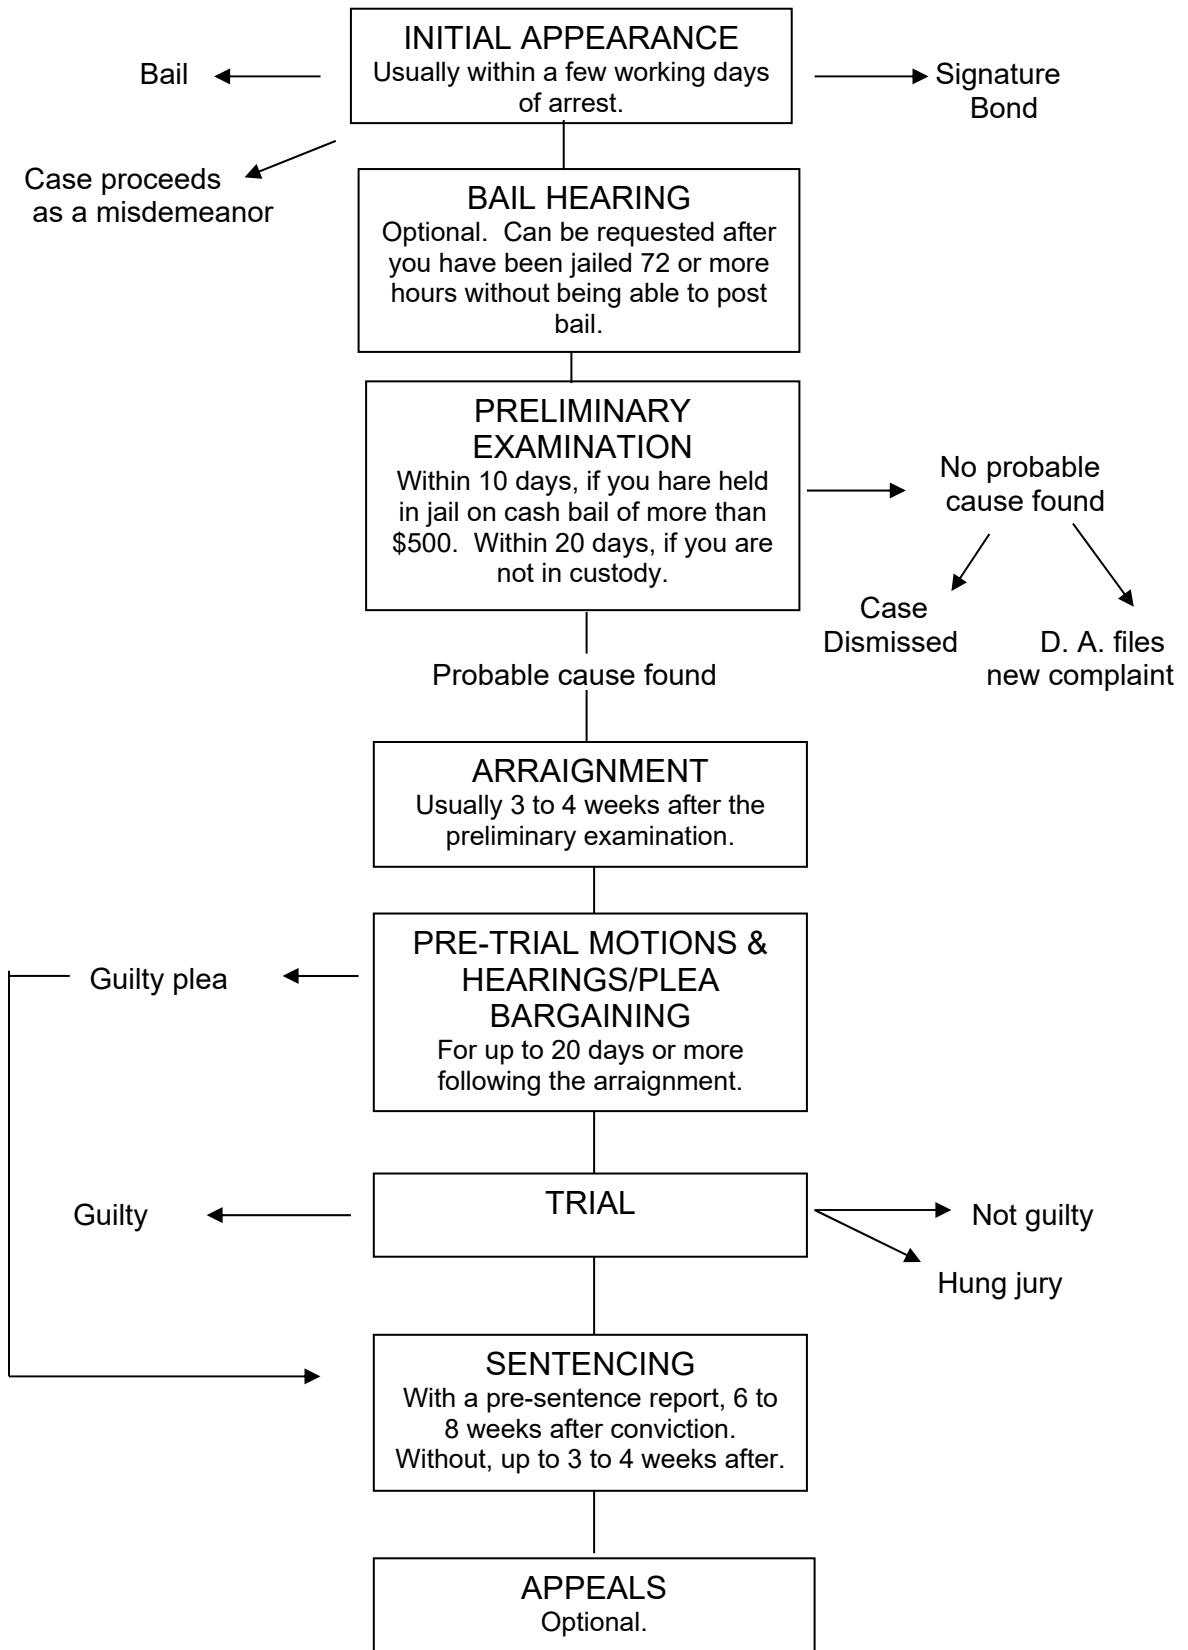 INITIAL APPEARANCE
Usually within a few working days
of arrest.
Bail
Signature
Bond
Case proceeds
as a misdemeanor
BAIL HEARING
Optional. Can be requested after
you have been jailed 72 or more
hours without being able to post
bail.
PRELIMINARY
EXAMINATION
Within 10 days, if you hare held
in jail on cash bail of more than
$500. Within 20 days, if you are
not in custody.
No probable
cause found
Case
Dismissed
D. A. files
new complaint
Probable cause found
ARRAIGNMENT
Usually 3 to 4 weeks after the
preliminary examination.
PRE-TRIAL MOTIONS &
HEARINGS/PLEA
BARGAINING
For up to 20 days or more
following the arraignment.
Guilty plea
TRIAL
Guilty
Not guilty
Hung jury
SENTENCING
With a pre-sentence report, 6 to
8 weeks after conviction.
Without, up to 3 to 4 weeks after.
APPEALS
Optional.